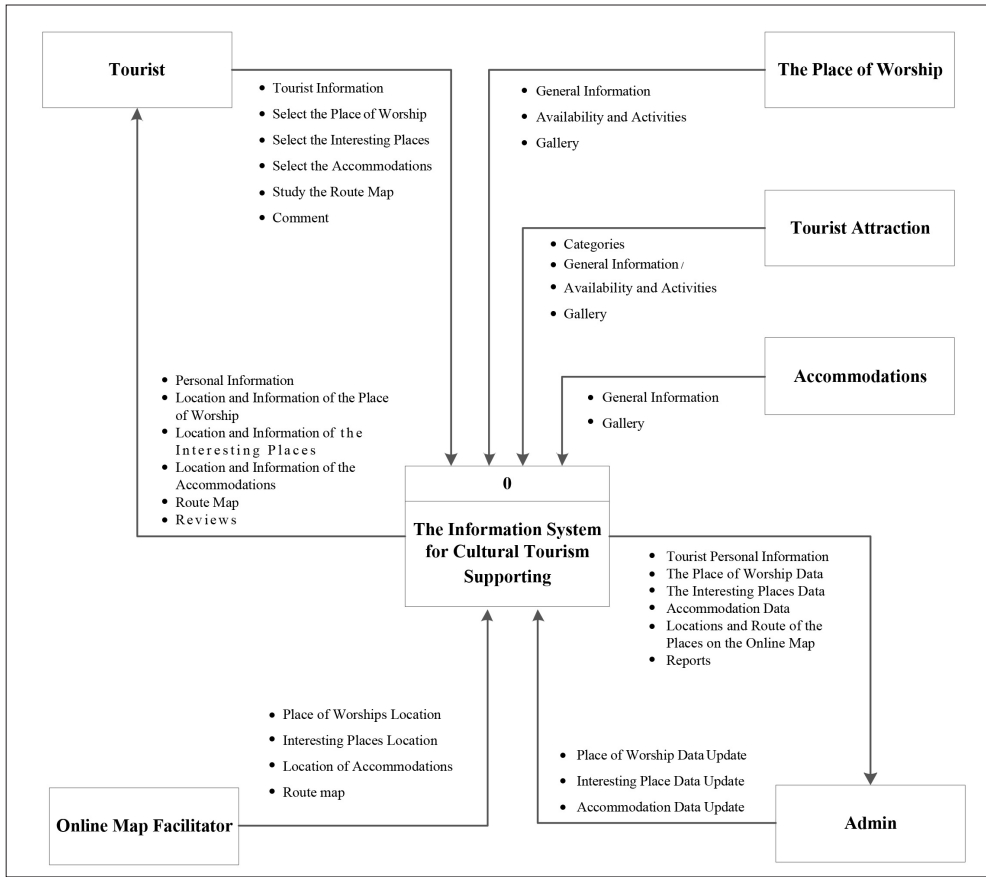 Tourist
• Tourist Information
• Select the Place of Worship
• Select the Interesting Places
• Select the Accommodations
• Study the Route Map
• Comment
The Place of Worship
• General Information
• Availability and Activities
• Gallery
Tourist Attraction
• Categories
• General Information/
• Availability and Activities
• Gallery
Accommodations
• General Information
• Gallery
• Personal Information
• Location and Information of the Place
of Worship
• Location and Information of the
Interesting Places
• Location and Information of the
Accommodations
• Route Map
• Reviews
0
The Information System
for Cultural Tourism
Supporting
• Tourist Personal Information
• The Place of Worship Data
• The Interesting Places Data
• Accommodation Data
• Locations and Route of the
Places on the Online Map
• Reports
• Place of Worships Location
• Interesting Places Location
• Location of Accommodations
• Route map
Online Map Facilitator
• Place of Worship Data Update
• Interesting Place Data Update
• Accommodation Data Update
Admin